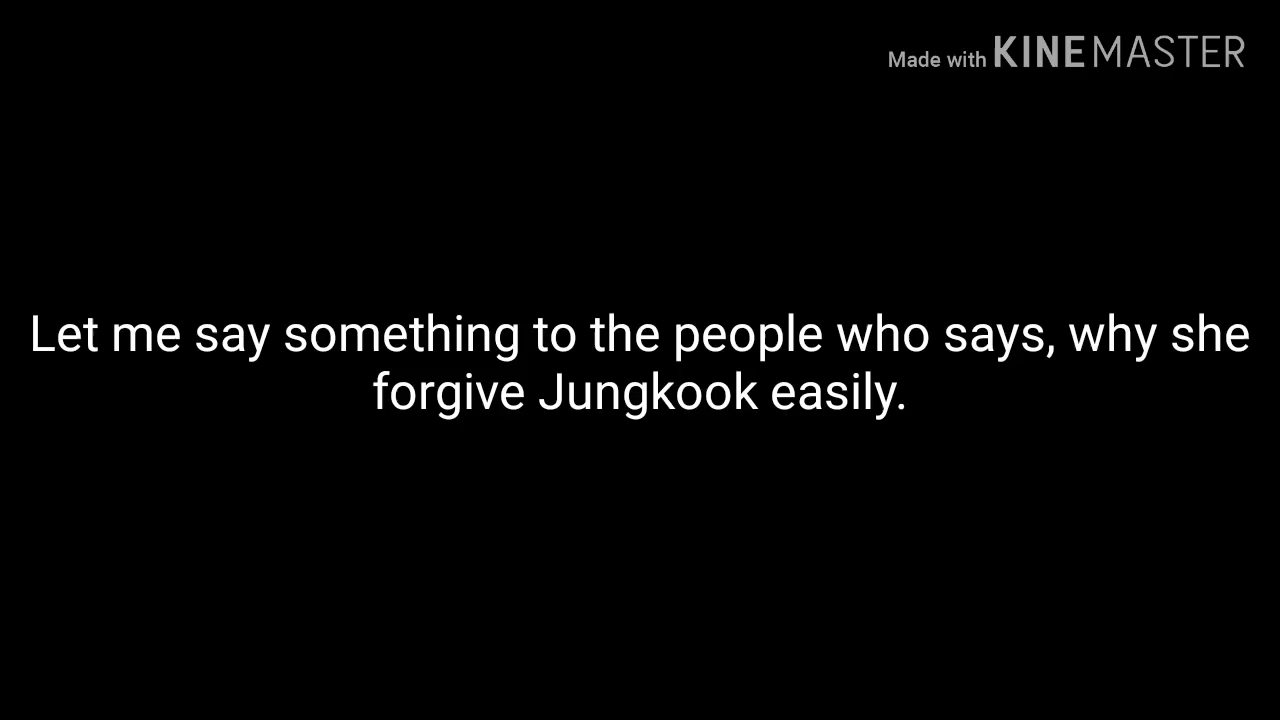 Made with KINEMASTER
Let me say something to the people who says, why she
forgive Jungkook easily.